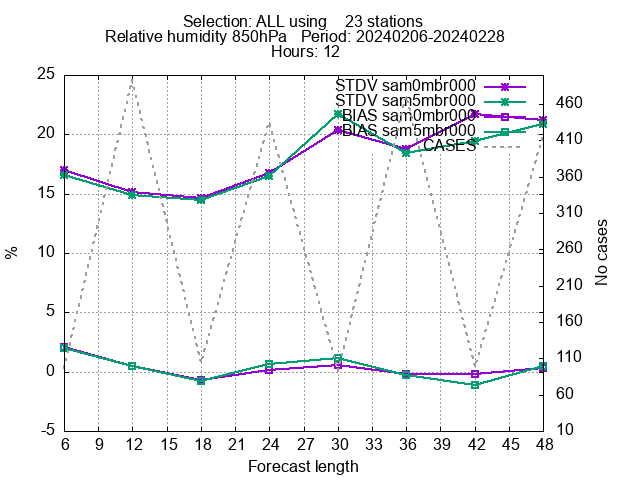 Selection: ALL using 23 stations
Relative humidity 850hPa Period: 20240206-20240228
Hours: 12
STDV sam0mbr000
STDV sam5mbr000
BIAS sam0mbr000
BIAS sam5mbr000
CASES
25
20
15
10
5
0
-5
%
460
410
360
310
260
210
160
110
60
10
No cases
6 9 12 15 18 21 24 27 30 33 36 39 42 45 48
Forecast length